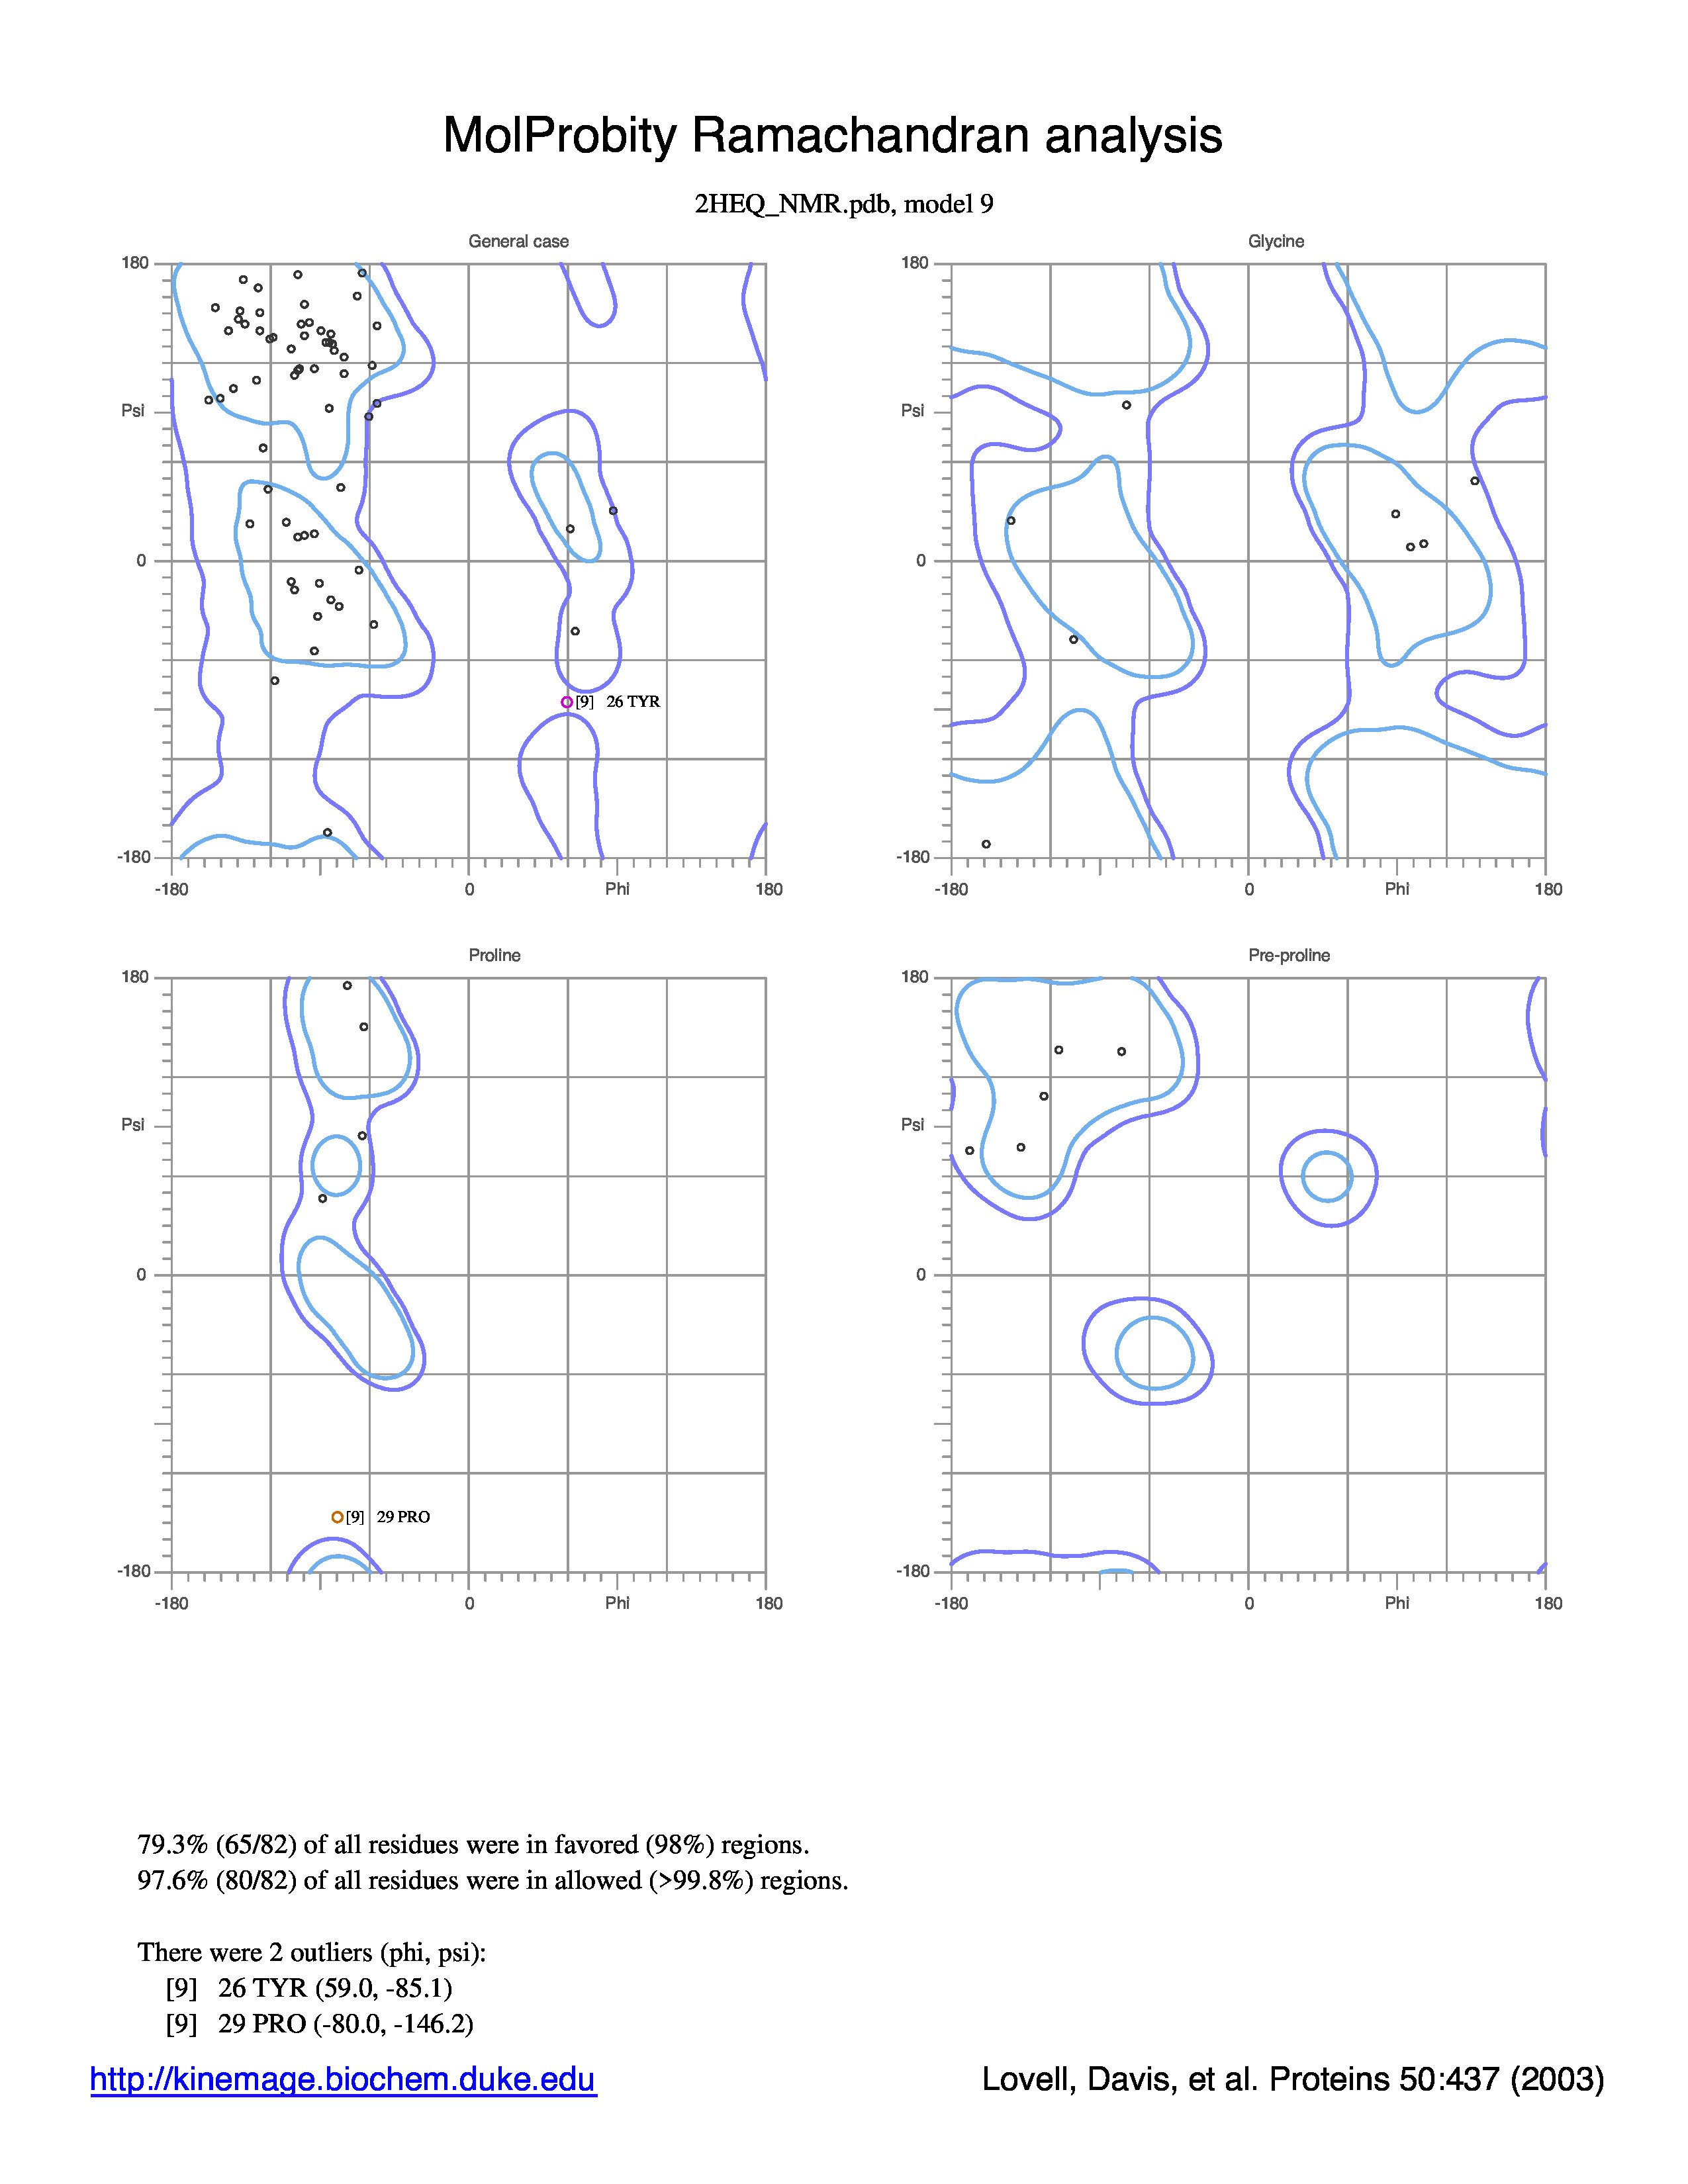 MolProbity Ramachandran analysis
2HEQ_NMR.pdb, model 9
General case
180
Psi
0
-180
-180
0
Phi
180
[9] 26 TYR
Glycine
180
Psi
0
-180
-180
0
Phi
180
Proline
180
Psi
0
-180
-180
0
Phi
180
[9] 29 PRO
Pre-proline
180
Psi
0
-180
-180
0
Phi
180
79.3% (65/82) of all residues were in favored (98%) regions.
97.6% (80/82) of all residues were in allowed (>99.8%) regions.
There were 2 outliers (phi, psi):
[9] 26 TYR (59.0, -85.1)
[9] 29 PRO (-80.0, -146.2)
http://kinemage.biochem.duke.edu
Lovell, Davis, et al. Proteins 50:437 (2003)